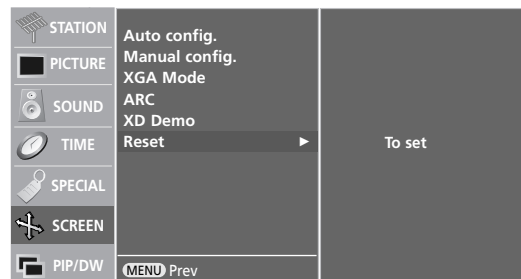 STATION
PICTURE
SOUND
TIME
SPECIAL
SCREEN
PIP/DW
Auto config.
Manual config.
XGA Mode
ARC
XD Demo
Reset ▶
To set
MENU Prev